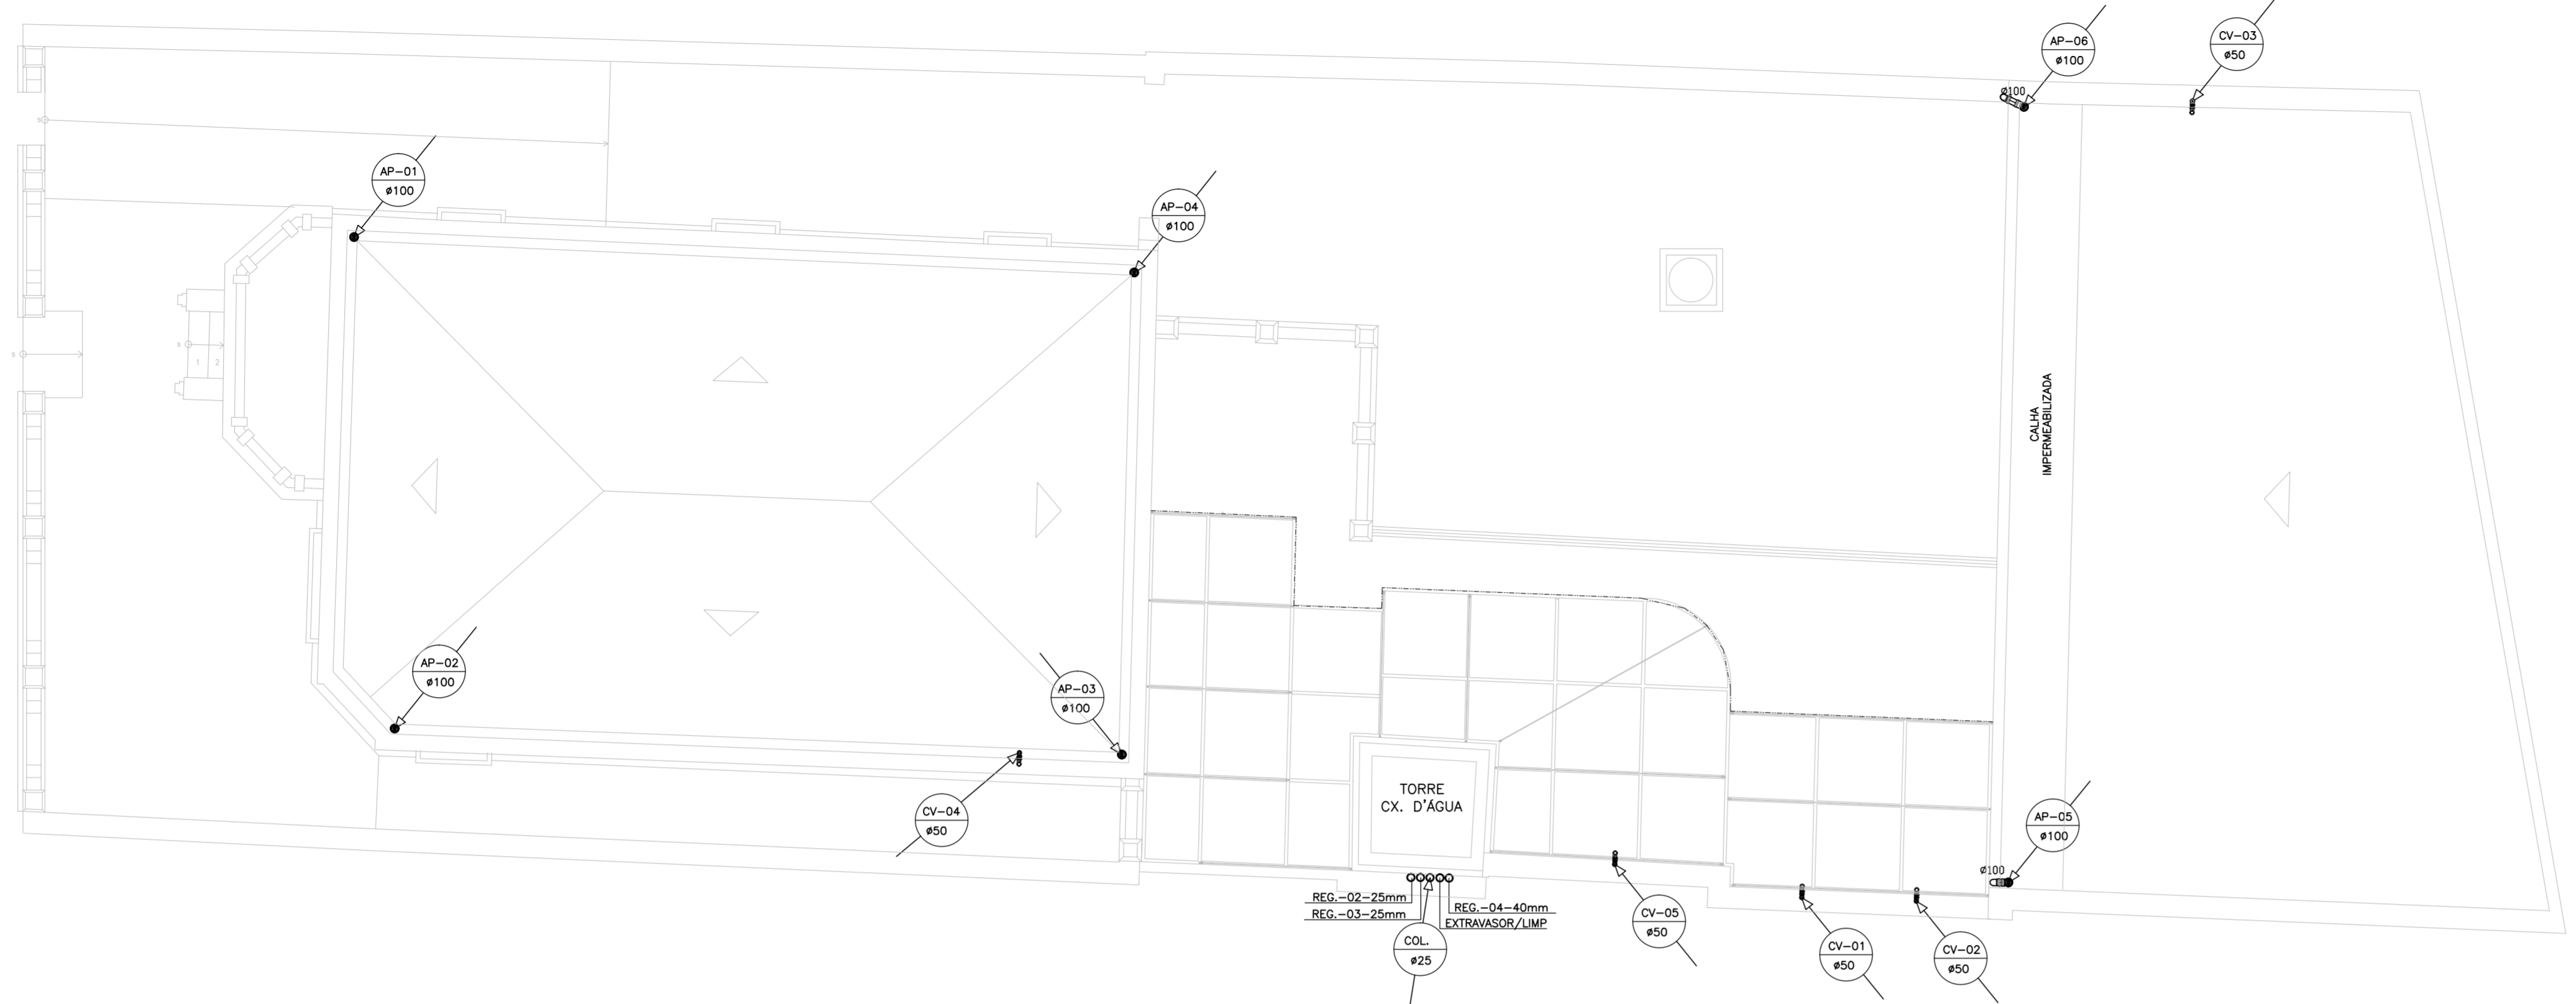 AP-06
ø100
CV-03
ø50
ø100
S
AP-01
ø100
AP-04
ø100
S
S
1
2
CALHA
IMPERMEABILIZADA
AP-02
ø100
AP-03
ø100
CV-04
ø50
TORRE
CX. D'ÁGUA
AP-05
ø100
ø100
REG.-02-25mm
REG.-03-25mm
REG.-04-40mm
EXTRAVASOR/LIMP
COL.
ø25
CV-05
ø50
CV-01
ø50
CV-02
ø50